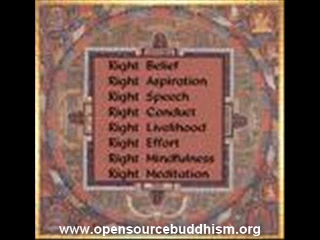 Right Belief
Right Aspiration
Right Speech
Right Conduct
Right Livelihood
Right Effort
Right Mindfulness
Right Meditation
www.opensourcebuddhism.org